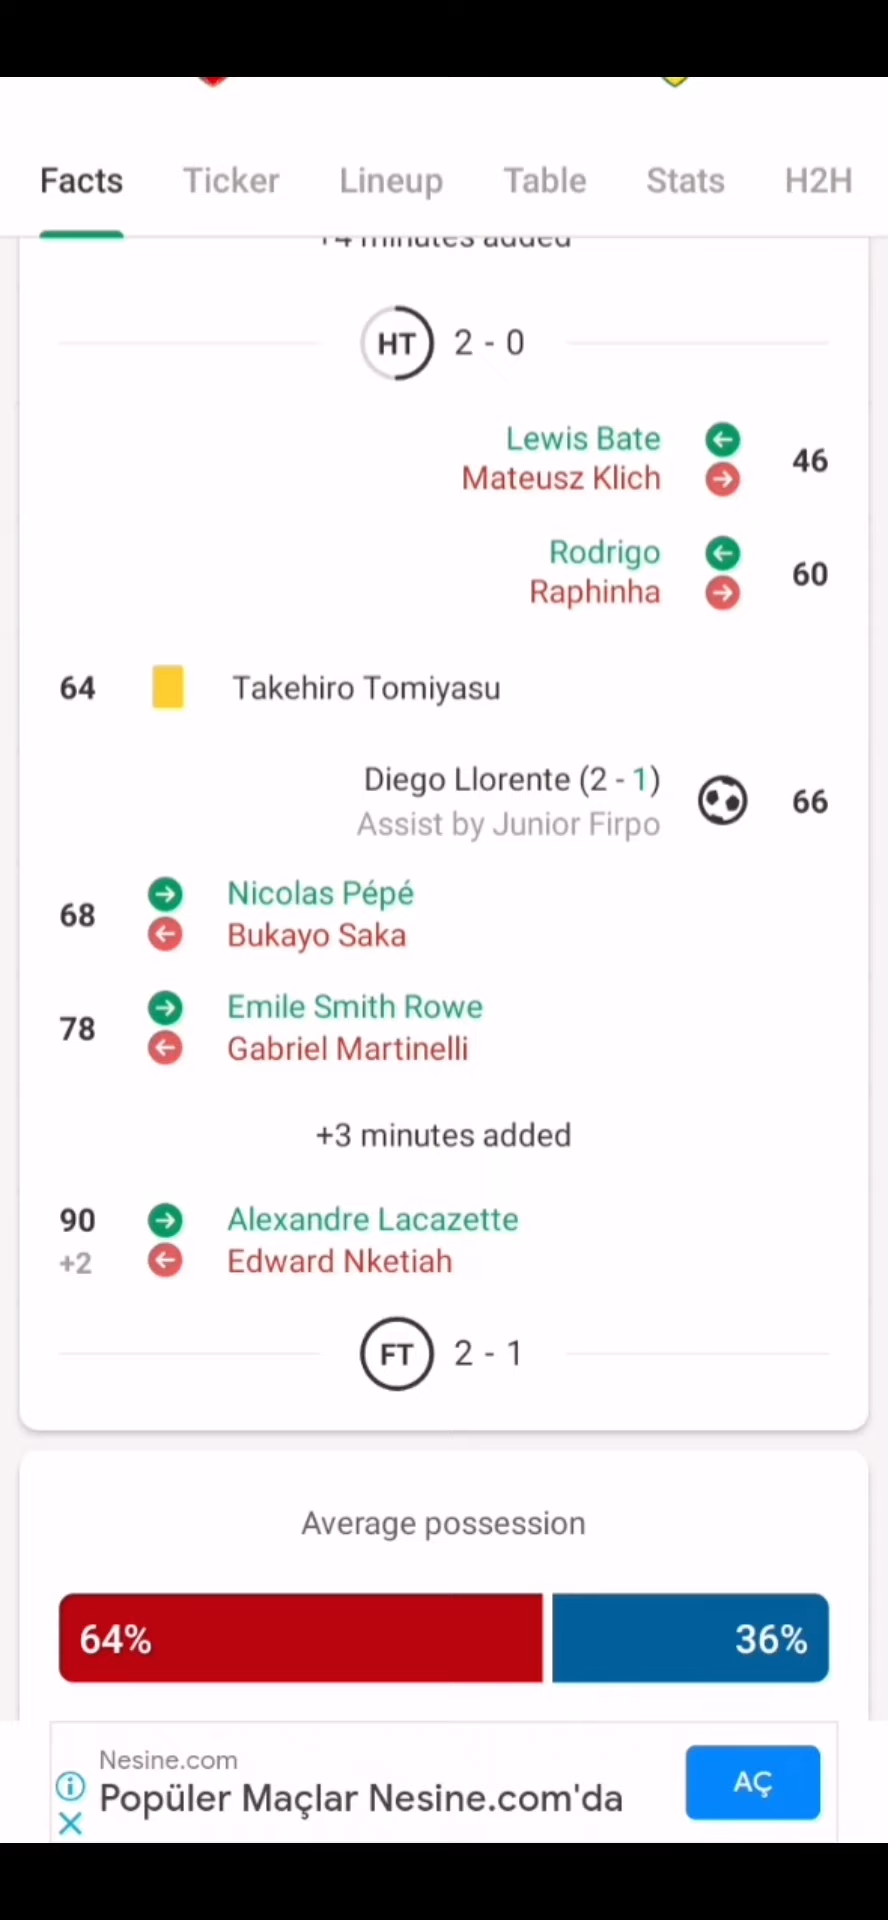 Facts Ticker Lineup Table Stats H2H
+4 minutes added
HT 2 - 0
Lewis Bate
Mateusz Klich
46
Rodrigo
Raphinha
60
64 Takehiro Tomiyasu
Diego Llorente (2 - 1)
Assist by Junior Firpo
66
68
Nicolas Pépé
Bukayo Saka
78
Emile Smith Rowe
Gabriel Martinelli
+3 minutes added
90 Alexandre Lacazette
+2 Edward Nketiah
FT 2 - 1
Average possession
64% 36%
Nesine.com
Popüler Maçlar Nesine.com'da
AÇ